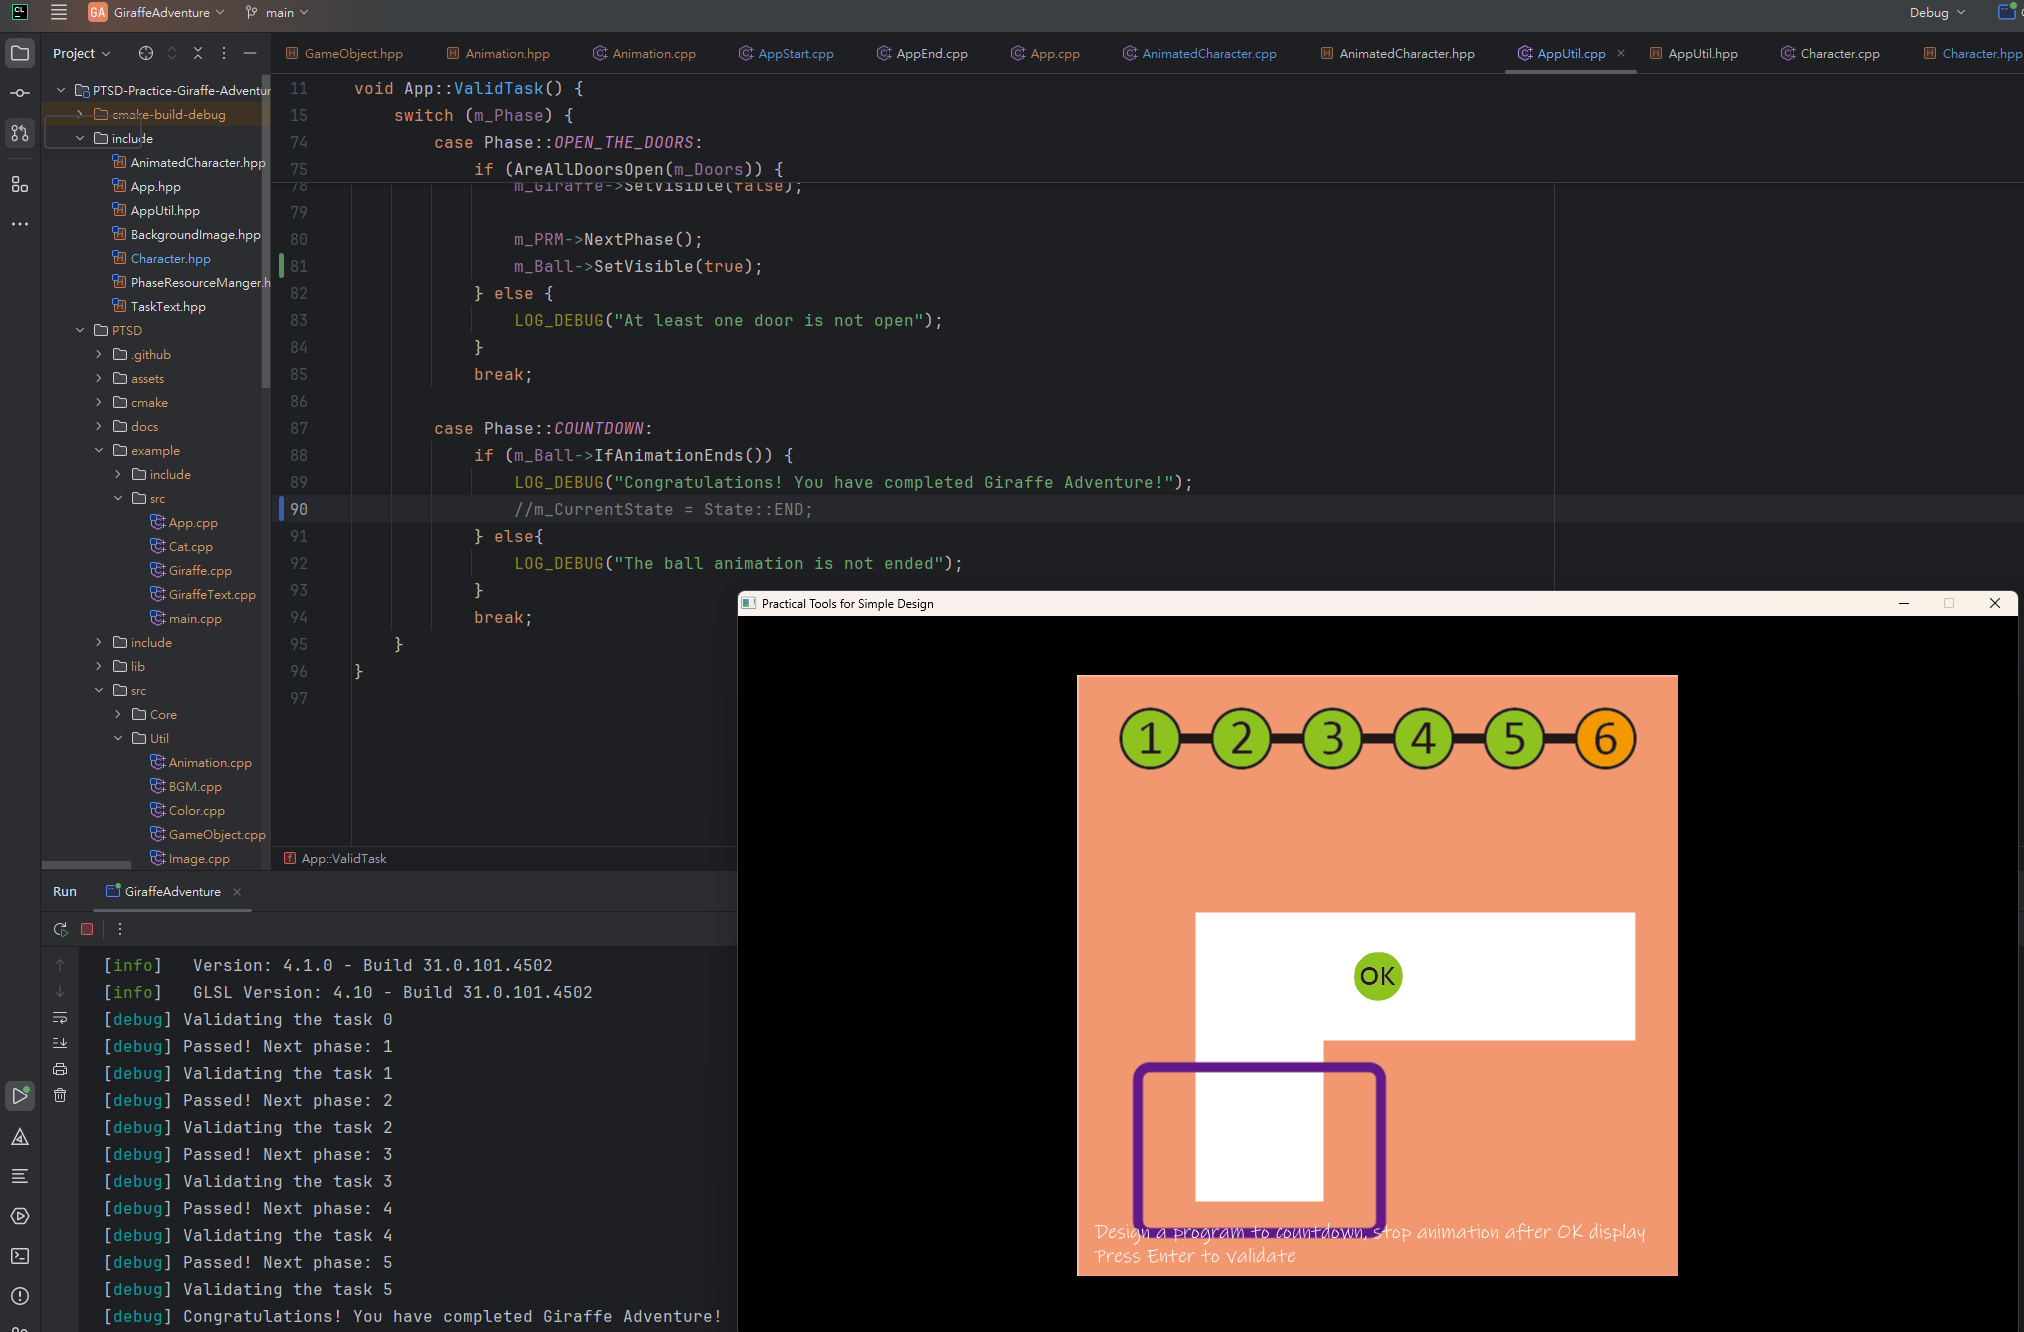 CL
GA GiraffeAdventure
main
Debug
Project
GameObject.hpp
Animation.hpp
Animation.cpp
AppStart.cpp
AppEnd.cpp
App.cpp
AnimatedCharacter.cpp
AnimatedCharacter.hpp
AppUtil.cpp
AppUtil.hpp
Character.cpp
Character.hpp
PTSD-Practice-Giraffe-Adventur
cmake-build-debug
include
AnimatedCharacter.hpp
App.hpp
AppUtil.hpp
BackgroundImage.hpp
Character.hpp
PhaseResourceManger.h
TaskText.hpp
PTSD
.github
assets
cmake
docs
example
include
src
App.cpp
Cat.cpp
Giraffe.cpp
GiraffeText.cpp
main.cpp
include
lib
src
Core
Util
Animation.cpp
BGM.cpp
Color.cpp
GameObject.cpp
Image.cpp
11 void App::ValidTask() {
15 switch (m_Phase) {
74 case Phase::OPEN_THE_DOORS:
75 if (AreAllDoorsOpen(m_Doors)) {
78 m_Giraffe->SetVisible(false);
79
80 m_PRM->NextPhase();
81 m_Ball->SetVisible(true);
82 } else {
83 LOG_DEBUG("At least one door is not open");
84 }
85 break;
86
87 case Phase::COUNTDOWN:
88 if (m_Ball->IfAnimationEnds()) {
89 LOG_DEBUG("Congratulations! You have completed Giraffe Adventure!");
90 //m_CurrentState = State::END;
91 } else{
92 LOG_DEBUG("The ball animation is not ended");
93 }
94 break;
95 }
96 }
97
App::ValidTask
Run
GiraffeAdventure
[info] Version: 4.1.0 - Build 31.0.101.4502
[info] GLSL Version: 4.10 - Build 31.0.101.4502
[debug] Validating the task 0
[debug] Passed! Next phase: 1
[debug] Validating the task 1
[debug] Passed! Next phase: 2
[debug] Validating the task 2
[debug] Passed! Next phase: 3
[debug] Validating the task 3
[debug] Passed! Next phase: 4
[debug] Validating the task 4
[debug] Passed! Next phase: 5
[debug] Validating the task 5
[debug] Congratulations! You have completed Giraffe Adventure!
Practical Tools for Simple Design
1 2 3 4 5 6
OK
Design a program to countdown, stop animation after OK display
Press Enter to Validate